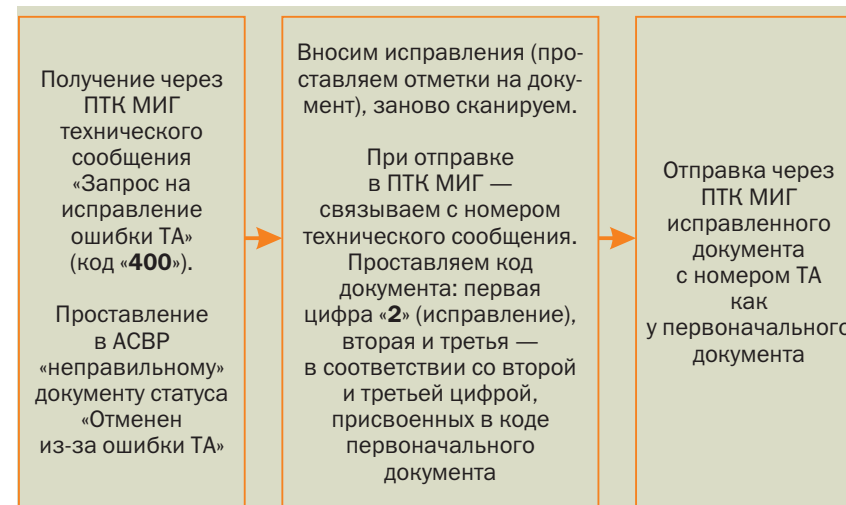 Получение через
ПТК МИГ
технического
сообщения
«Запрос на
исправление
ошибки ТА»
(код «400»).
Проставление
в АСВР
«неправильному»
документу статуса
«Отменен
из-за ошибки ТА»
Вносим исправления (про-
ставляем отметки на доку-
мент), заново сканируем.
При отправке
в ПТК МИГ —
связываем с номером
технического сообщения.
Проставляем код
документа: первая
цифра «2» (исправление),
вторая и третья —
в соответствии со второй
и третьей цифрой,
присвоенных в коде
первоначального
документа
Отправка через
ПТК МИГ
исправленного
документа
с номером ТА
как
у первоначального
документа